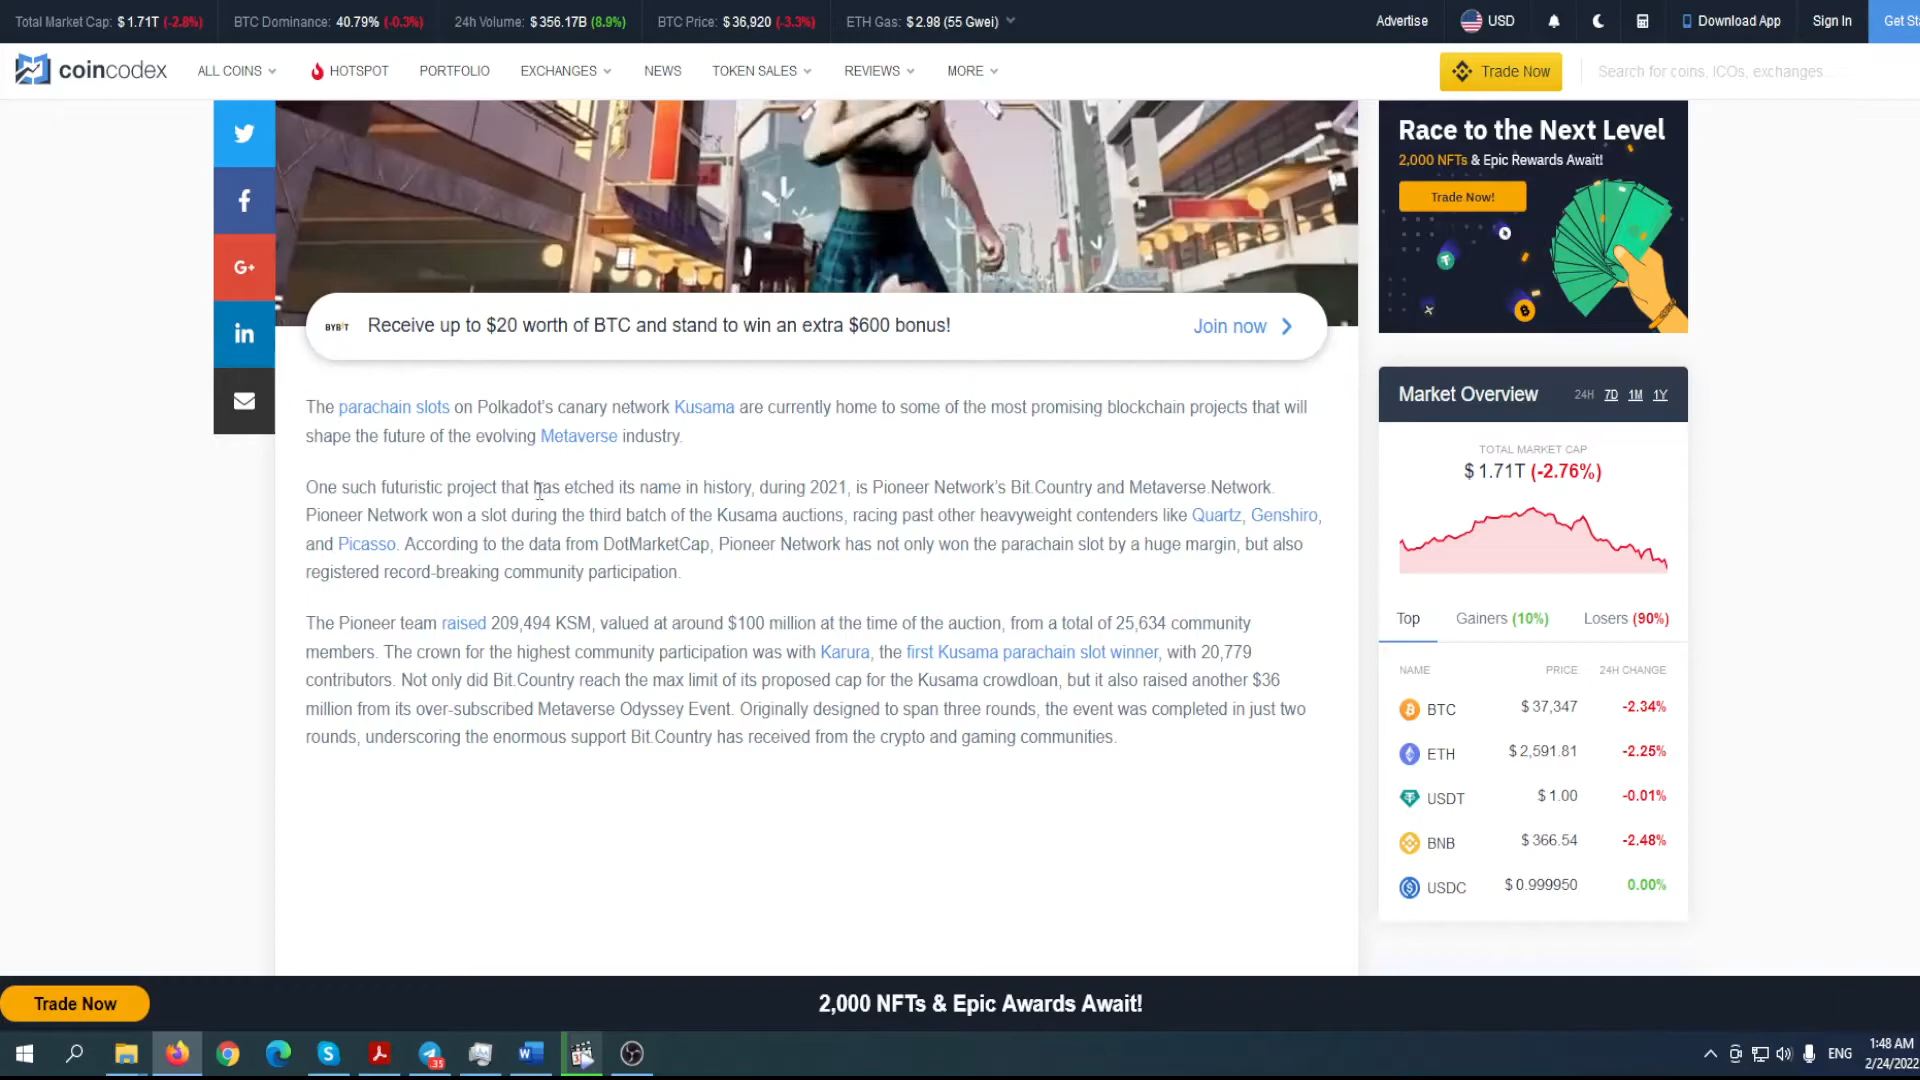 Total Market Cap: $ 1.71T (-2.8%) BTC Dominance: 40.79% (-0.3%) 24h Volume: $ 356.17B (8.9%) BTC Price: $ 36,920 (-3.3%) ETH Gas: $ 2.98 (55 Gwei) Advertise USD Download App Sign In Get St
coincodex ALL COINS HOTSPOT PORTFOLIO EXCHANGES NEWS TOKEN SALES REVIEWS MORE Trade Now Search for coins, ICOs, exchanges...
Race to the Next Level
2,000 NFTs & Epic Rewards Await!
Trade Now!
BYBIT Receive up to $20 worth of BTC and stand to win an extra $600 bonus! Join now
The parachain slots on Polkadot's canary network Kusama are currently home to some of the most promising blockchain projects that will
shape the future of the evolving Metaverse industry.
One such futuristic project that has etched its name in history, during 2021, is Pioneer Network's Bit.Country and Metaverse.Network.
Pioneer Network won a slot during the third batch of the Kusama auctions, racing past other heavyweight contenders like Quartz, Genshiro,
and Picasso. According to the data from DotMarketCap, Pioneer Network has not only won the parachain slot by a huge margin, but also
registered record-breaking community participation.
The Pioneer team raised 209,494 KSM, valued at around $100 million at the time of the auction, from a total of 25,634 community
members. The crown for the highest community participation was with Karura, the first Kusama parachain slot winner, with 20,779
contributors. Not only did Bit.Country reach the max limit of its proposed cap for the Kusama crowdloan, but it also raised another $36
million from its over-subscribed Metaverse Odyssey Event. Originally designed to span three rounds, the event was completed in just two
rounds, underscoring the enormous support Bit.Country has received from the crypto and gaming communities.
Market Overview 24H 7D 1M 1Y
TOTAL MARKET CAP
$ 1.71T (-2.76%)
Top Gainers (10%) Losers (90%)
NAME PRICE 24H CHANGE
BTC $ 37,347 -2.34%
ETH $ 2,591.81 -2.25%
USDT $ 1.00 -0.01%
BNB $ 366.54 -2.48%
USDC $ 0.999950 0.00%
Trade Now 2,000 NFTs & Epic Awards Await!
35
ENG
1:48 AM
2/24/2022